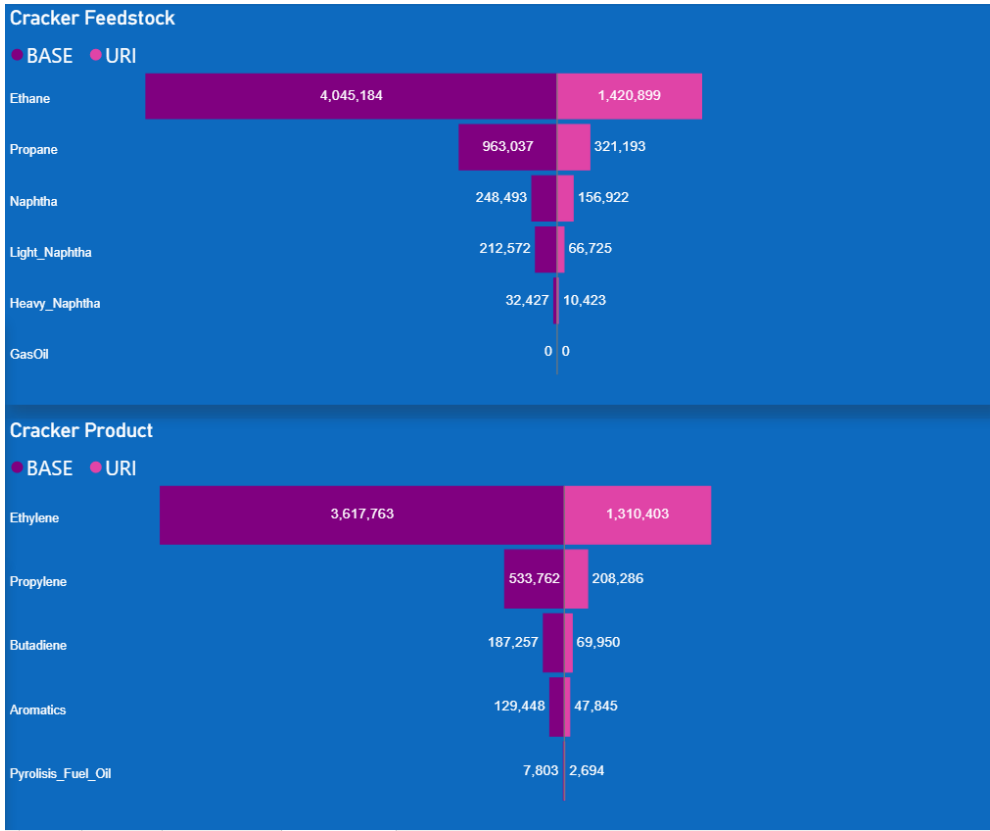 Cracker Feedstock
BASE URI
Ethane 4,045,184 1,420,899
Propane 963,037 321,193
Naphtha 248,493 156,922
Light_Naphtha 212,572 66,725
Heavy_Naphtha 32,427 10,423
GasOil 0 0
Cracker Product
BASE URI
Ethylene 3,617,763 1,310,403
Propylene 533,762 208,286
Butadiene 187,257 69,950
Aromatics 129,448 47,845
Pyrolisis_Fuel_Oil 7,803 2,694